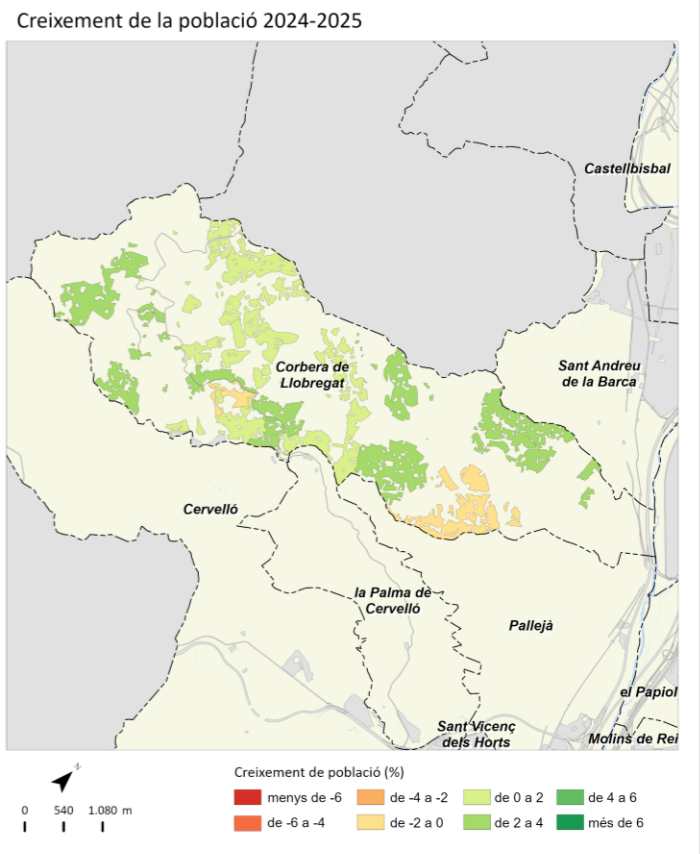 Creixement de la població 2024-2025
Castellbisbal
Sant Andreu
de la Barca
Corbera de
Llobregat
Cervelló
la Palma de
Cervelló
Pallejà
el Papiol
Sant Vicenç
dels Horts
Molins de Rei
N
Creixement de població (%)
0 540 1.080 m
menys de -6
de -4 a -2
de 0 a 2
de 4 a 6
de -6 a -4
de -2 a 0
de 2 a 4
més de 6